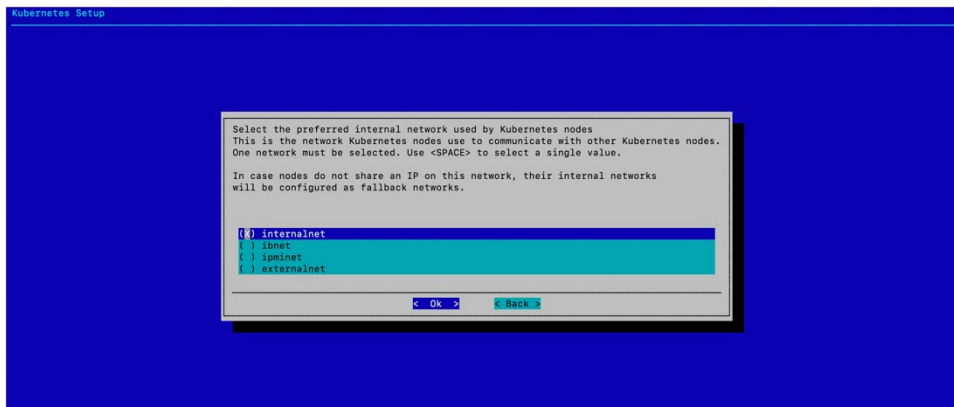 Kubernetes Setup
Select the preferred internal network used by Kubernetes nodes
This is the network Kubernetes nodes use to communicate with other Kubernetes nodes.
One network must be selected. Use <SPACE> to select a single value.
In case nodes do not share an IP on this network, their internal networks
will be configured as fallback networks.
(X) internalnet
( ) ibnet
( ) ipminet
( ) externalnet
< Ok > < Back >